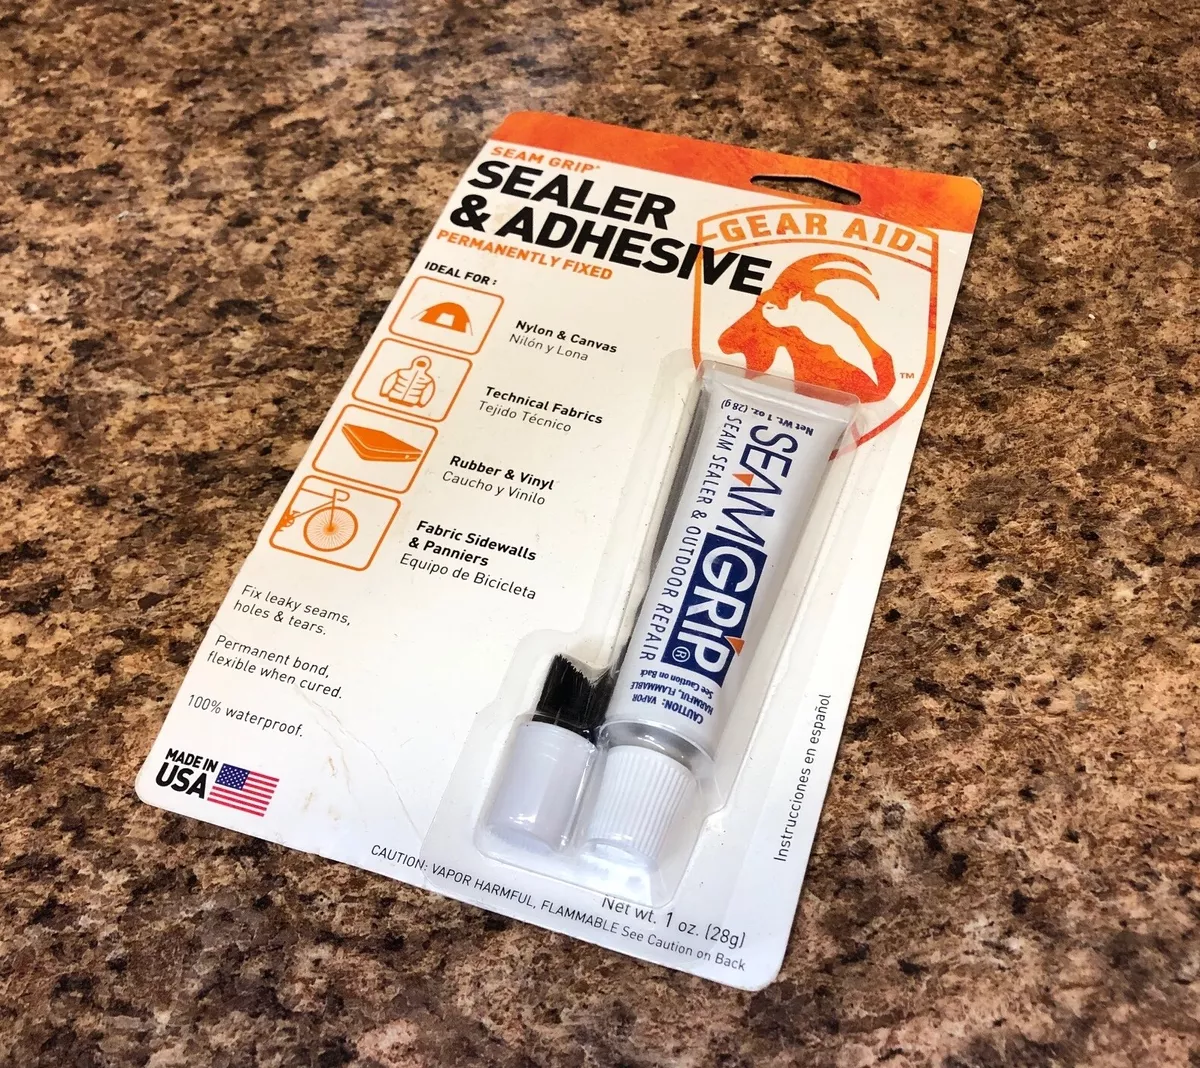 SEAM GRIP®
SEALER
& ADHESIVE
PERMANENTLY FIXED
GEAR AID
TM
IDEAL FOR:
Nylon & Canvas
Nilón y Lona
Technical Fabrics
Tejido Técnico
Rubber & Vinyl
Caucho y Vinilo
Fabric Sidewalls
& Panniers
Equipo de Bicicleta
Fix leaky seams,
holes & tears.
Permanent bond,
flexible when cured.
100% waterproof.
MADE IN
USA
Net Wt. 1 oz. (28 g)
SEAMGRIP®
SEAM SEALER & OUTDOOR REPAIR
CAUTION: VAPOR
HARMFUL, FLAMMABLE
See Caution on Back
Instrucciones en español
Net wt. 1 oz. [28g]
CAUTION: VAPOR HARMFUL, FLAMMABLE See Caution on Back